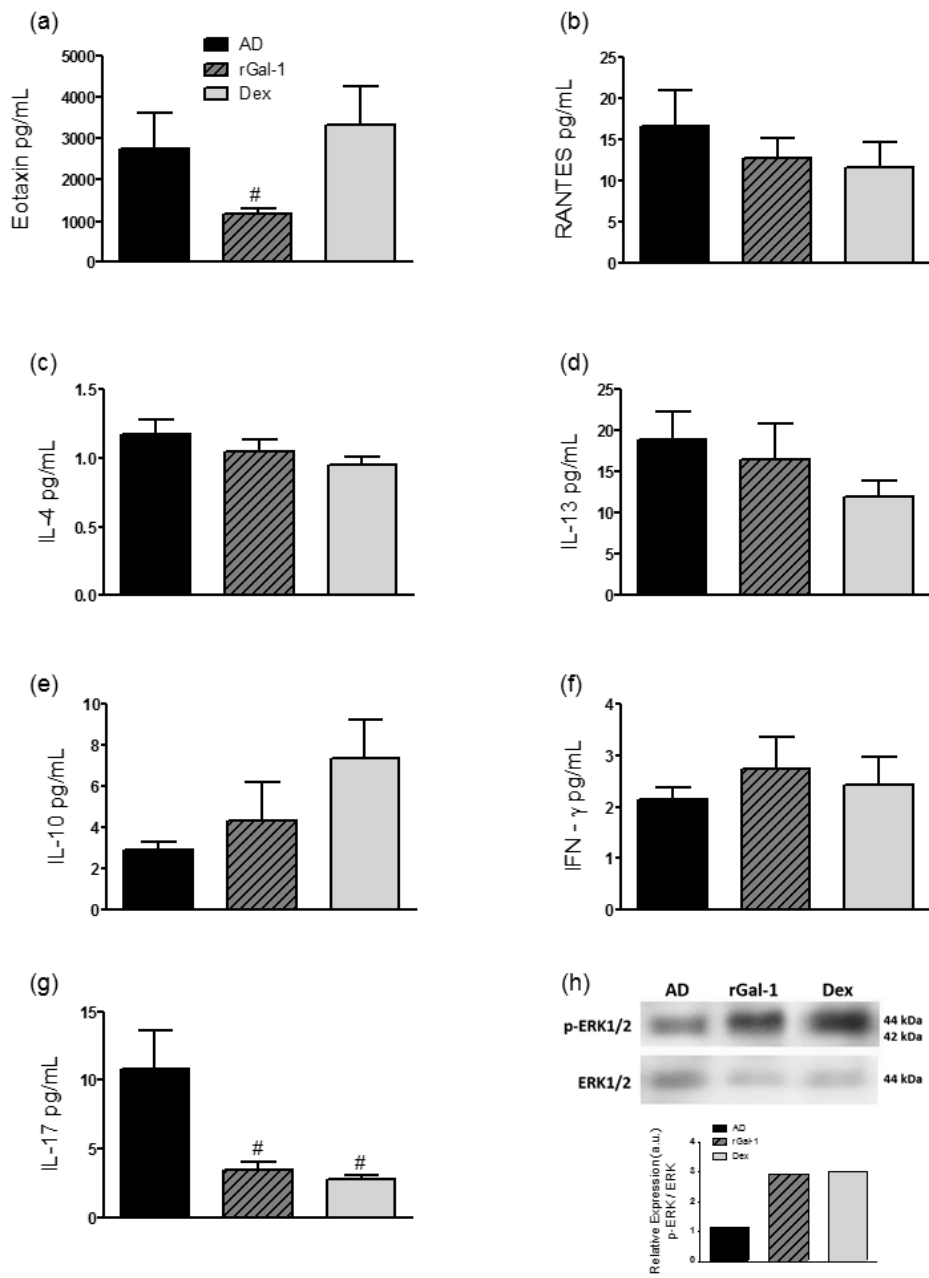 (a)
AD
rGal-1
Dex
Eotaxin pg/mL
5000
4000
3000
2000
1000
0
#
(b)
RANTES pg/mL
25
20
15
10
5
0
(c)
IL-4 pg/mL
1.5
1.0
0.5
0.0
(d)
IL-13 pg/mL
25
20
15
10
5
0
(e)
IL-10 pg/mL
10
8
6
4
2
0
(f)
IFN - γ pg/mL
4
3
2
1
0
(g)
IL-17 pg/mL
15
10
5
0
#
#
(h)
AD rGal-1 Dex
p-ERK1/2
44 kDa
42 kDa
ERK1/2
44 kDa
AD
rGal-1
Dex
Relative Expression (a.u.)
p-ERK / ERK
4
3
2
1
0